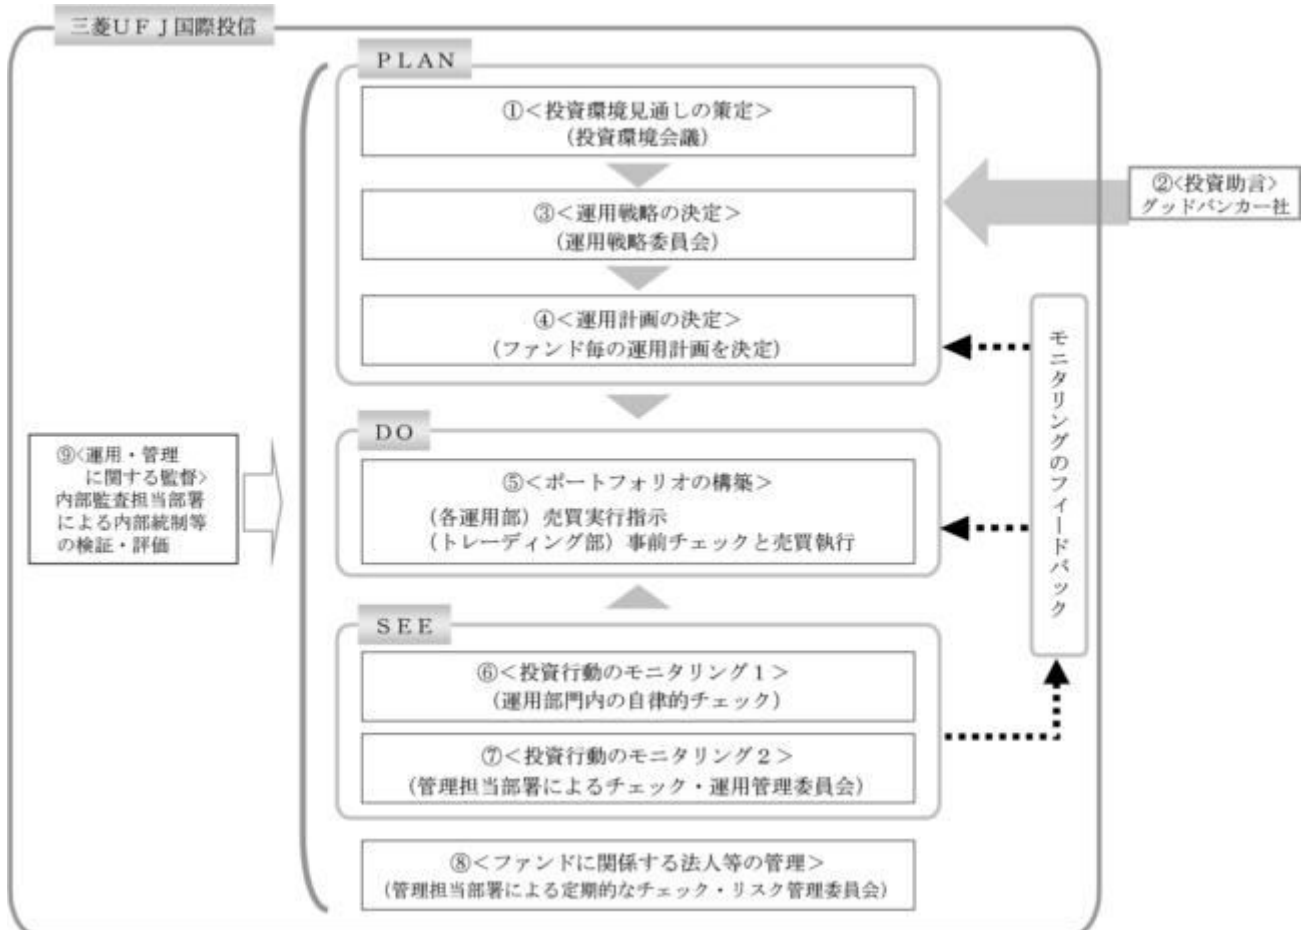 三菱ＵＦＪ国際投信
ＰＬＡＮ
①＜投資環境見通しの策定＞
（投資環境会議）
②＜投資助言＞
グッドバンカー社
③＜運用戦略の決定＞
（運用戦略委員会）
④＜運用計画の決定＞
（ファンド毎の運用計画を決定）
モニタリングのフィードバック
ＤＯ
⑤＜ポートフォリオの構築＞
（各運用部）売買実行指示
（トレーディング部）事前チェックと売買執行
⑨＜運用・管理
に関する監督＞
内部監査担当部署
による内部統制等
の検証・評価
ＳＥＥ
⑥＜投資行動のモニタリング１＞
（運用部門内の自律的チェック）
⑦＜投資行動のモニタリング２＞
（管理担当部署によるチェック・運用管理委員会）
⑧＜ファンドに関係する法人等の管理＞
（管理担当部署による定期的なチェック・リスク管理委員会）